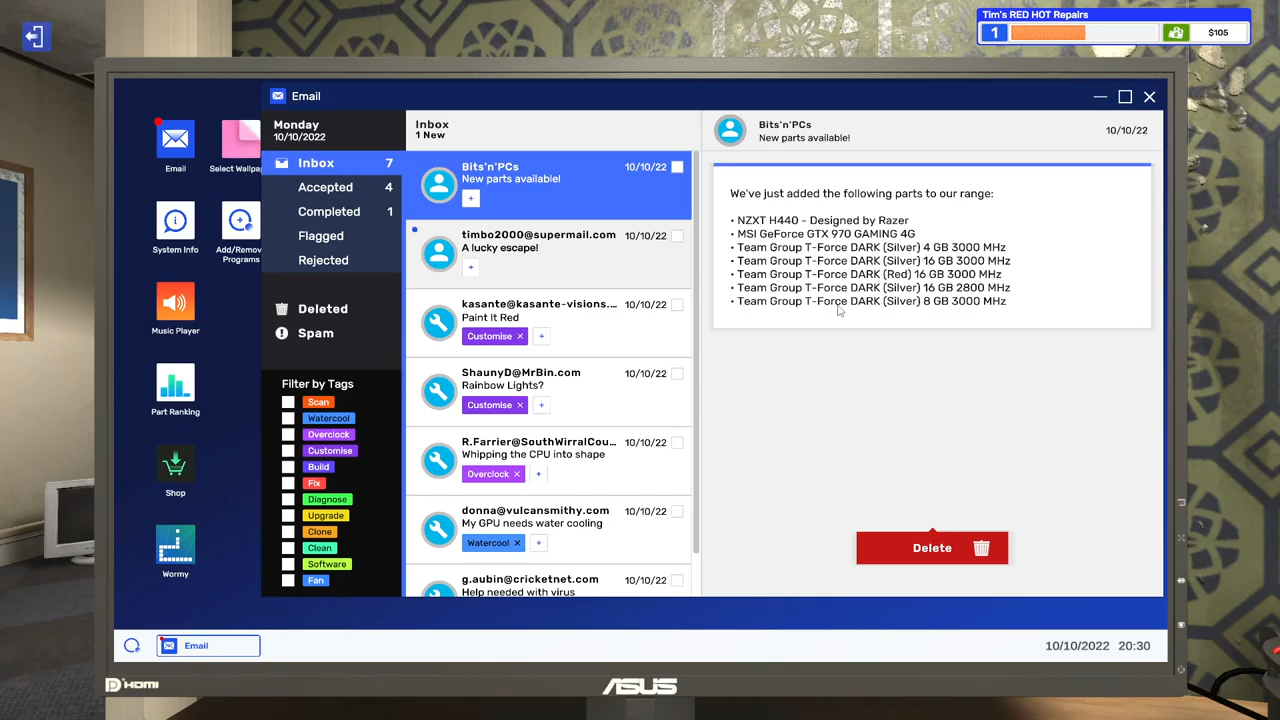 Tim's RED HOT Repairs
1
$105
Email
Select Wallpa
System Info
Add/Remov
Programs
Music Player
Part Ranking
Shop
Wormy
Email
Monday
10/10/2022
Inbox 7
Accepted 4
Completed 1
Flagged
Rejected
Deleted
Spam
Filter by Tags
Scan
Watercool
Overclock
Customise
Build
Fix
Diagnose
Upgrade
Clone
Clean
Software
Fan
Inbox
1 New
Bits'n'PCs 10/10/22
New parts available!
+
timbo2000@supermail.com 10/10/22
A lucky escape!
+
kasante@kasante-visions.... 10/10/22
Paint It Red
Customise × +
ShaunyD@MrBin.com 10/10/22
Rainbow Lights?
Customise × +
R.Farrier@SouthWirralCou... 10/10/22
Whipping the CPU into shape
Overclock × +
donna@vulcansmithy.com 10/10/22
My GPU needs water cooling
Watercool × +
g.aubin@cricketnet.com 10/10/22
Help needed with virus
Bits'n'PCs
New parts available!
10/10/22
We've just added the following parts to our range:
• NZXT H440 - Designed by Razer
• MSI GeForce GTX 970 GAMING 4G
• Team Group T-Force DARK (Silver) 4 GB 3000 MHz
• Team Group T-Force DARK (Silver) 16 GB 3000 MHz
• Team Group T-Force DARK (Red) 16 GB 3000 MHz
• Team Group T-Force DARK (Silver) 16 GB 2800 MHz
• Team Group T-Force DARK (Silver) 8 GB 3000 MHz
Delete
Email
10/10/2022 20:30
HDMI
ASUS